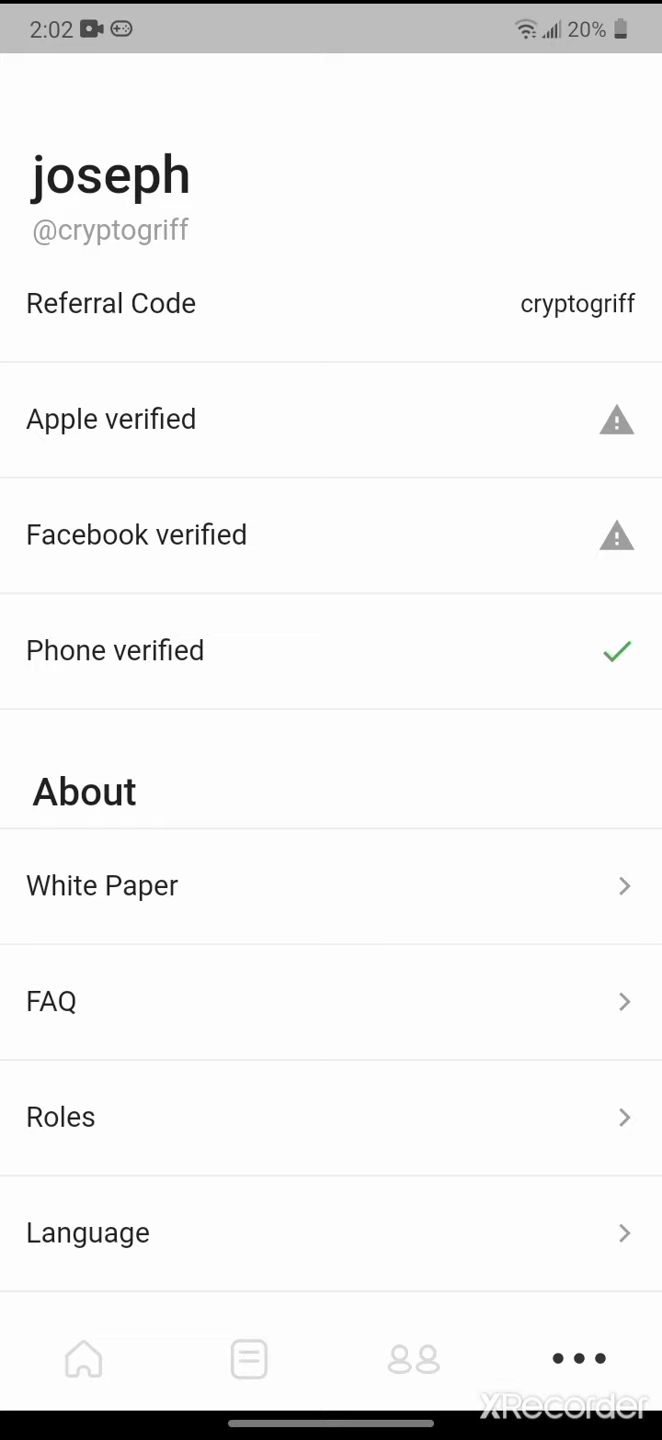 2:02 20%
joseph
@cryptogriff
Referral Code cryptogriff
Apple verified
Facebook verified
Phone verified
About
White Paper
FAQ
Roles
Language
XRecorder